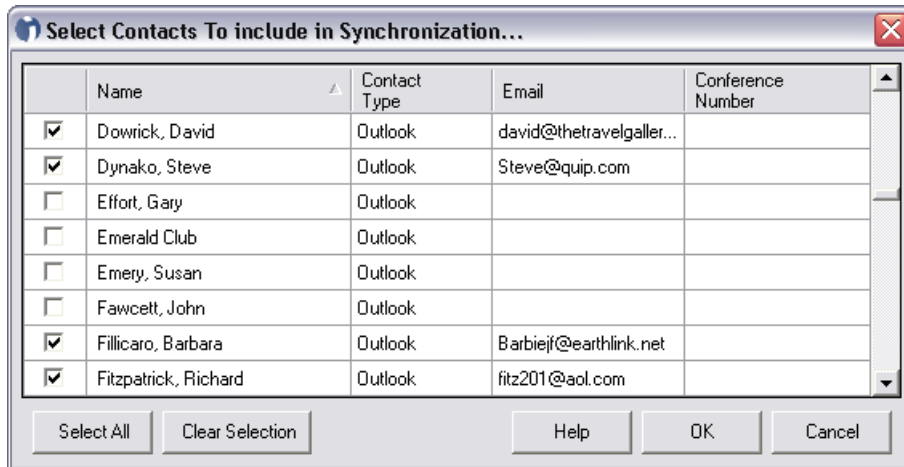 Select Contacts To include in Synchronization...
Name Contact Type Email Conference Number
Dowrick, David Outlook david@thetravelgaller...
Dynako, Steve Outlook Steve@quip.com
Effort, Gary Outlook
Emerald Club Outlook
Emery, Susan Outlook
Fawcett, John Outlook
Fillicaro, Barbara Outlook Barbiejf@earthlink.net
Fitzpatrick, Richard Outlook fitz201@aol.com
Select All Clear Selection Help OK Cancel